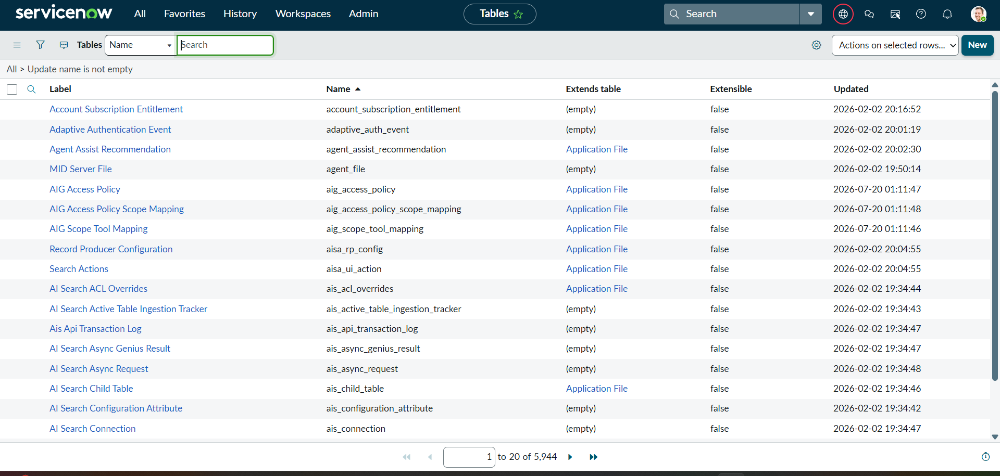 servicenow All Favorites History Workspaces Admin Tables Search
Tables Name Search Actions on selected rows... New
All > Update name is not empty
Label Name Extends table Extensible Updated
Account Subscription Entitlement account_subscription_entitlement (empty) false 2026-02-02 20:16:52
Adaptive Authentication Event adaptive_auth_event (empty) false 2026-02-02 20:01:19
Agent Assist Recommendation agent_assist_recommendation Application File false 2026-02-02 20:02:30
MID Server File agent_file (empty) false 2026-02-02 19:50:14
AIG Access Policy aig_access_policy Application File false 2026-07-20 01:11:47
AIG Access Policy Scope Mapping aig_access_policy_scope_mapping Application File false 2026-07-20 01:11:48
AIG Scope Tool Mapping aig_scope_tool_mapping Application File false 2026-07-20 01:11:46
Record Producer Configuration aisa_rp_config Application File false 2026-02-02 20:04:55
Search Actions aisa_ui_action Application File false 2026-02-02 20:04:55
AI Search ACL Overrides ais_acl_overrides Application File false 2026-02-02 19:34:44
AI Search Active Table Ingestion Tracker ais_active_table_ingestion_tracker (empty) false 2026-02-02 19:34:43
Ais Api Transaction Log ais_api_transaction_log (empty) false 2026-02-02 19:34:47
AI Search Async Genius Result ais_async_genius_result (empty) false 2026-02-02 19:34:47
AI Search Async Request ais_async_request (empty) false 2026-02-02 19:34:48
AI Search Child Table ais_child_table Application File false 2026-02-02 19:34:46
AI Search Configuration Attribute ais_configuration_attribute (empty) false 2026-02-02 19:34:42
AI Search Connection ais_connection (empty) false 2026-02-02 19:34:47
1 to 20 of 5,944